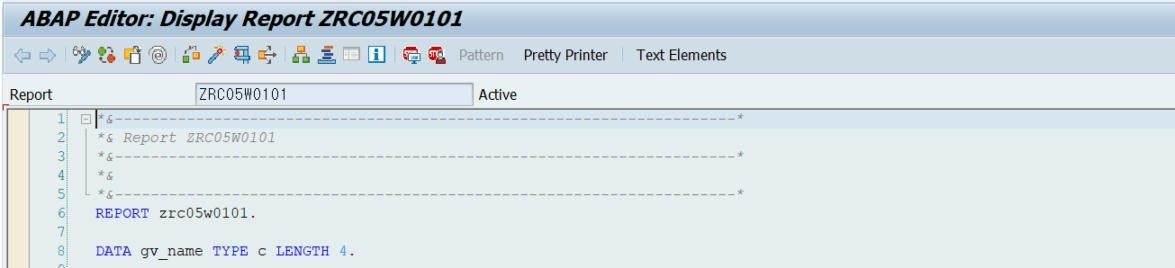 ABAP Editor: Display Report ZRC05W0101
Pattern Pretty Printer Text Elements
Report ZRC05W0101 Active
1 *&---------------------------------------------------------------------*
2 *& Report ZRC05W0101
3 *&---------------------------------------------------------------------*
4 *&
5 *&---------------------------------------------------------------------*
6 REPORT zrc05w0101.
7
8 DATA gv_name TYPE c LENGTH 4.